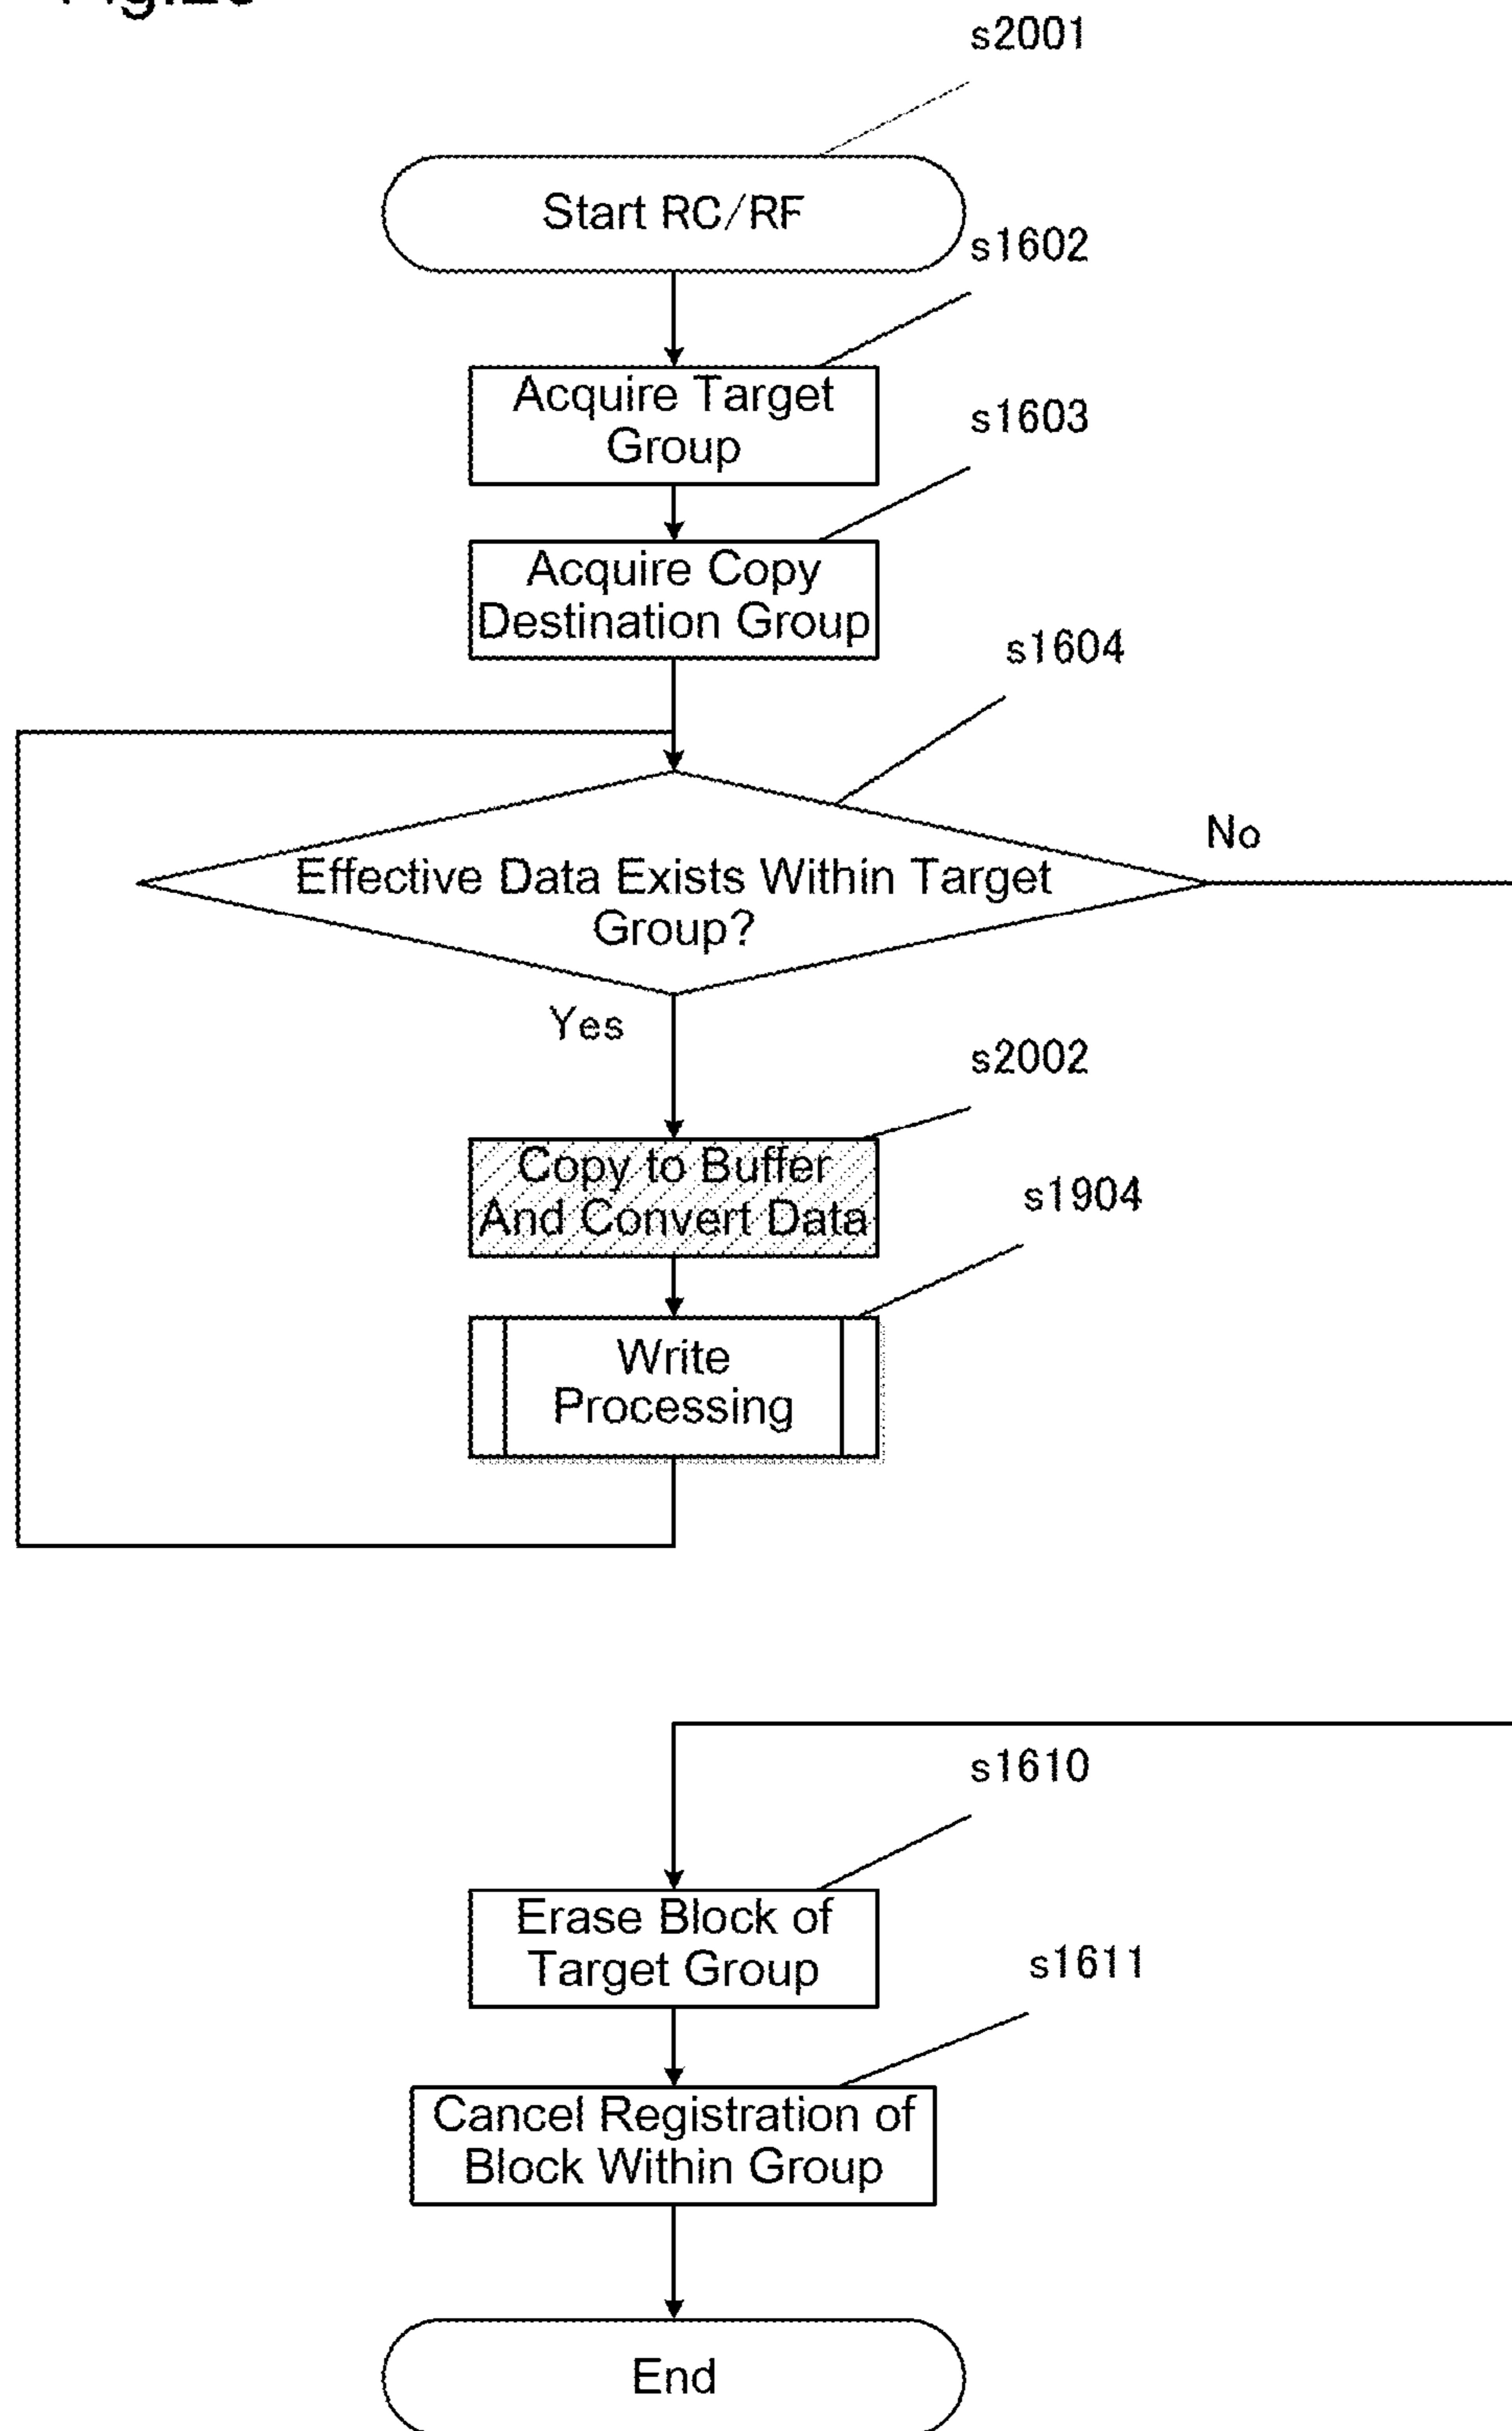 s2001
Start RC/RF
s1602
Acquire Target
Group
s1603
Acquire Copy
Destination Group
s1604
No
Effective Data Exists Within Target
Group?
Yes
s2002
Copy to Buffer
And Convert Data
s1904
Write
Processing
s1610
Erase Block of
Target Group
s1611
Cancel Registration of
Block Within Group
End